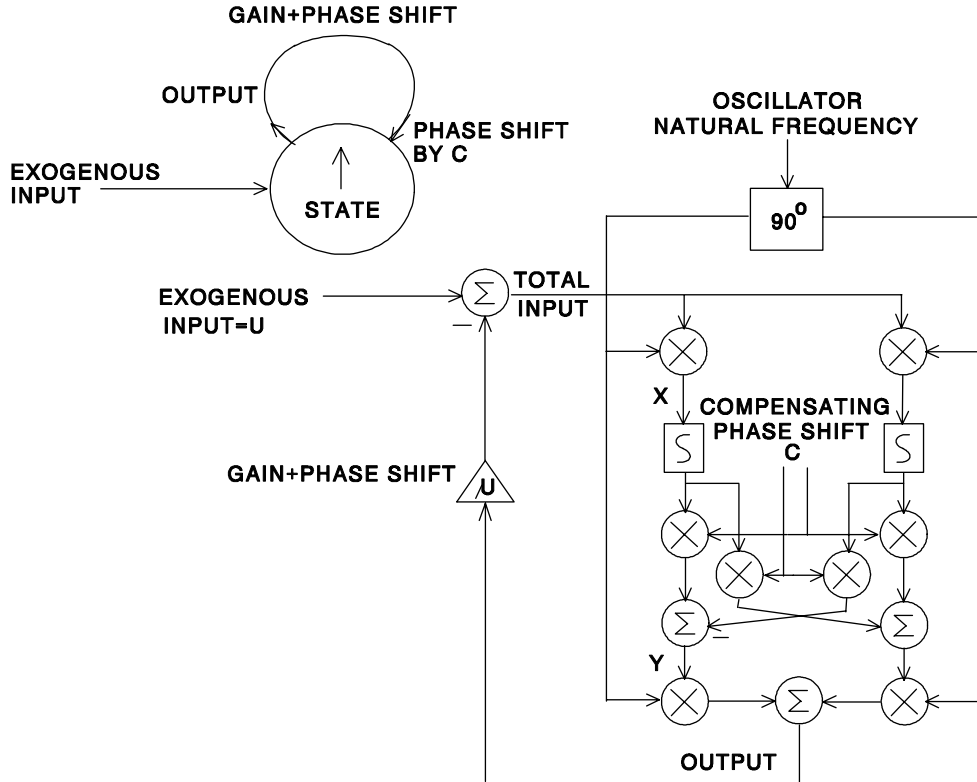 GAIN+PHASE SHIFT
OUTPUT
PHASE SHIFT
BY C
EXOGENOUS
INPUT
STATE
OSCILLATOR
NATURAL FREQUENCY
90°
EXOGENOUS
INPUT=U
Σ
TOTAL
INPUT
−
X
COMPENSATING
PHASE SHIFT
C
∫
∫
GAIN+PHASE SHIFT
μ
Σ
−
Σ
Y
Σ
OUTPUT